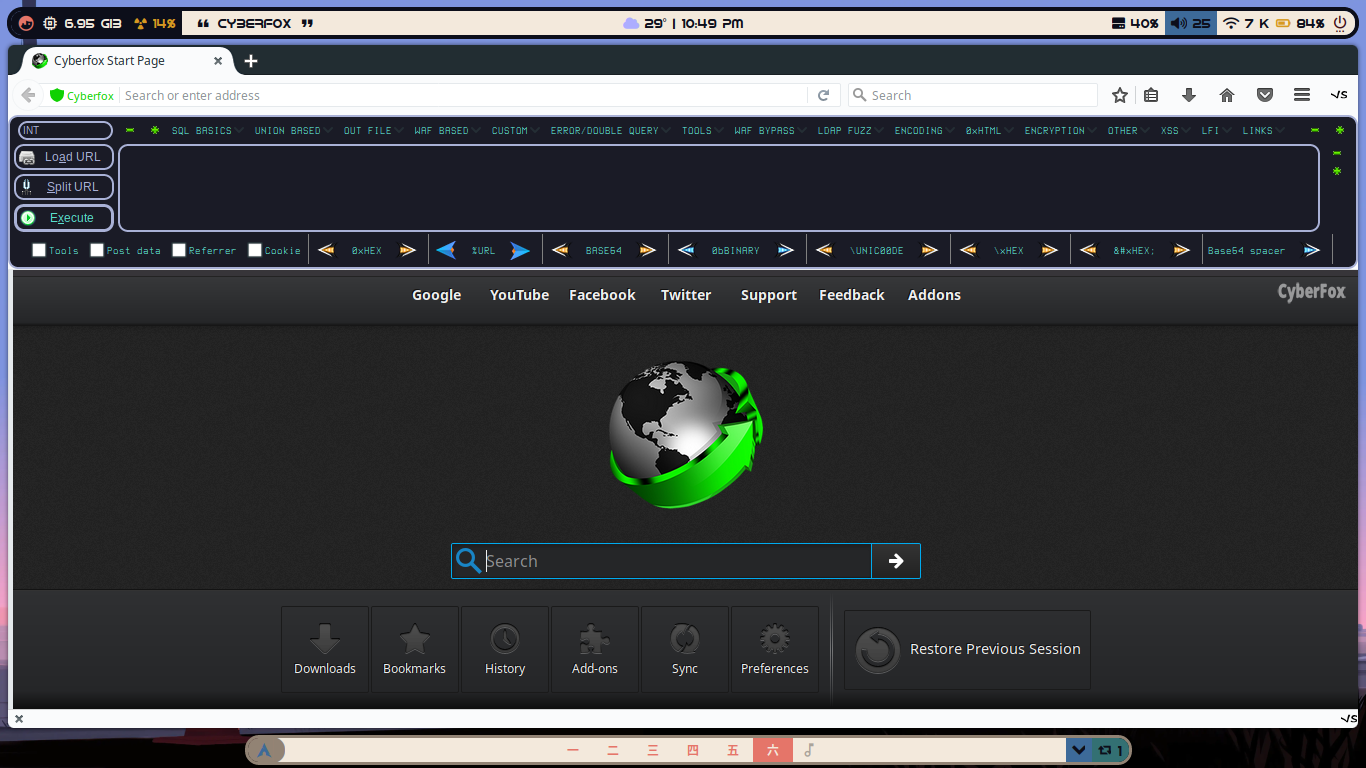 6.95 GIB 14% ❝ CYBERFOX ❞ 29° | 10:49 PM 40% 25 7 K 84%
Cyberfox Start Page
Cyberfox Search or enter address Search
INT SQL BASICS UNION BASED OUT FILE WAF BASED CUSTOM ERROR/DOUBLE QUERY TOOLS WAF BYPASS LDAP FUZZ ENCODING 0xHTML ENCRYPTION OTHER XSS LFI LINKS
Load URL
Split URL
Execute
Tools Post data Referrer Cookie 0xHEX %URL BASE64 0bBINARY \UNIC00DE \xHEX &#xHEX; Base64 spacer
Google YouTube Facebook Twitter Support Feedback Addons CyberFox
Search
Downloads Bookmarks History Add-ons Sync Preferences Restore Previous Session
一 二 三 四 五 六 1